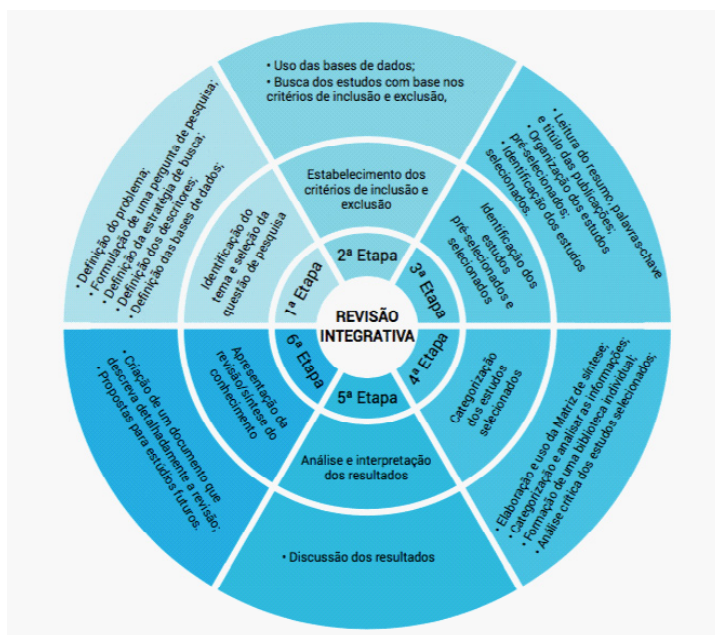 REVISÃO
INTEGRATIVA
1ª Etapa
Identificação do
tema e seleção da
questão de pesquisa
• Definição do problema;
• Formulação de uma pergunta de pesquisa;
• Definição da estratégia de busca;
• Definição dos descritores;
• Definição das bases de dados;
2ª Etapa
Estabelecimento dos
critérios de inclusão e
exclusão
• Uso das bases de dados;
• Busca dos estudos com base nos
critérios de inclusão e exclusão,
3ª Etapa
Identificação dos
estudos
pré-selecionados e
selecionados
• Leitura do resumo, palavras-chave
e título das publicações;
• Organização dos estudos
pré-selecionados;
• Identificação dos estudos
selecionados.
4ª Etapa
Categorização
dos estudos
selecionados
• Elaboração e uso da Matriz de síntese;
• Categorização e analisar as informações;
• Formação de uma biblioteca individual;
• Análise crítica dos estudos selecionados;
5ª Etapa
Análise e interpretação
dos resultados
• Discussão dos resultados
6ª Etapa
Apresentação da
revisão/síntese do
conhecimento
• Criação de um documento que
descreva detalhadamente a revisão;
• Propostas para estúdios futuros.